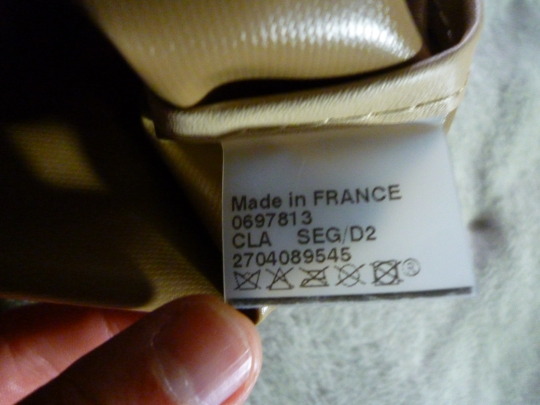 Made in FRANCE
0697813
CLA SEG/D2
2704089545